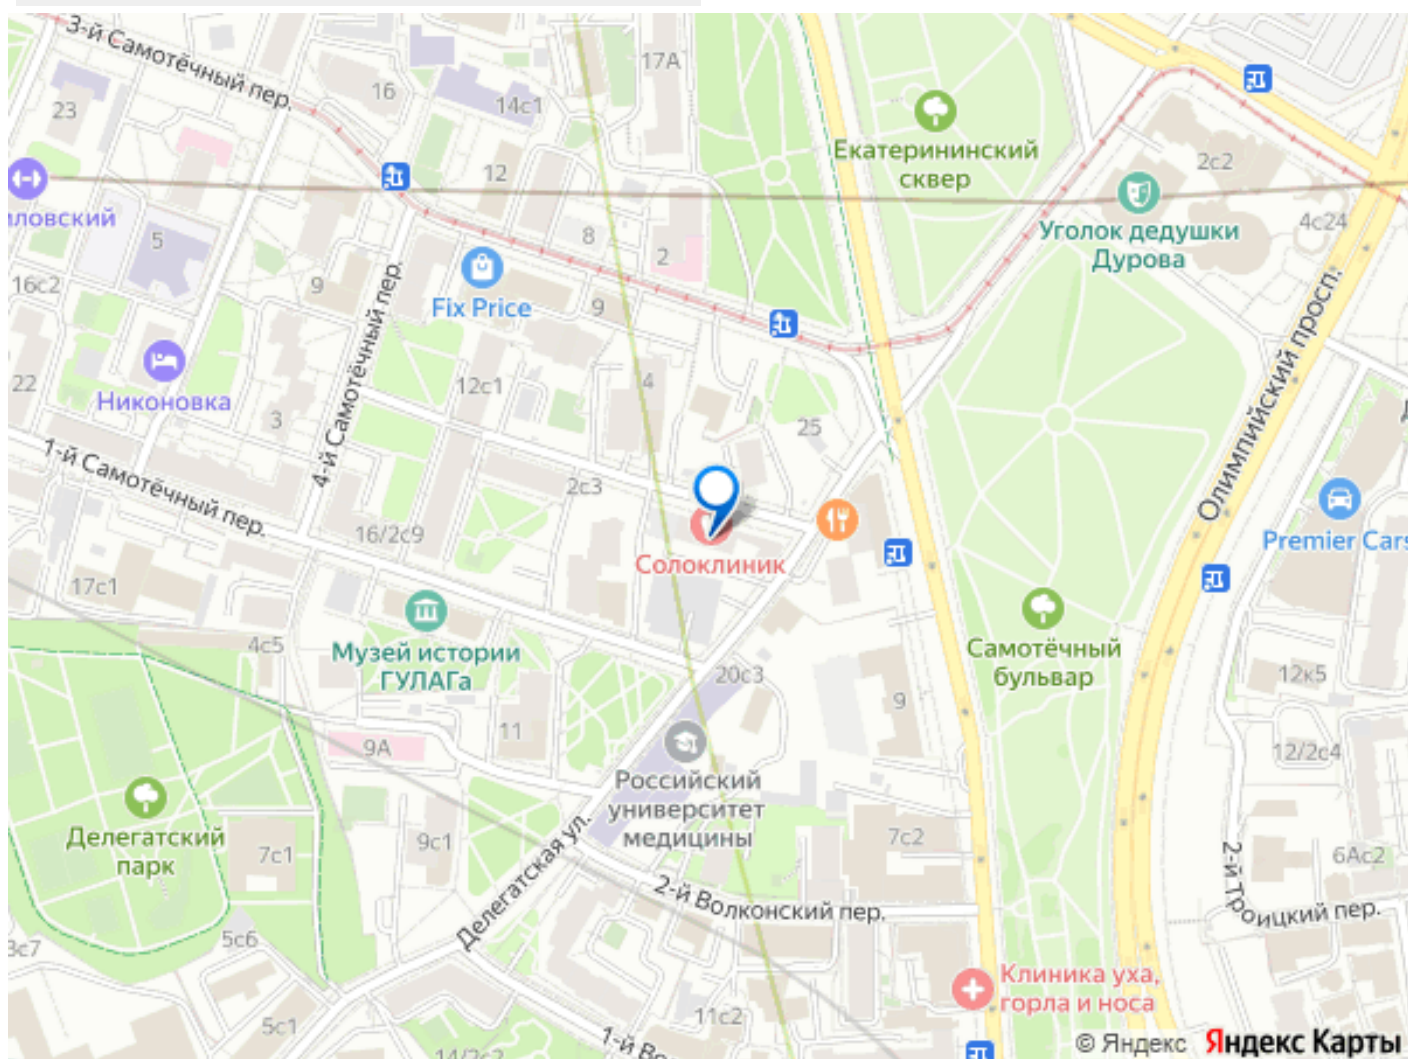 3-й Самотёчный пер.
17А
16
14с1
23
Екатерининский
сквер
2с2
12
ловский
5
8
2
4с24
Уголок дедушки
Дурова
16с2
9
Fix Price
9
4-й Самотёчный пер.
Олимпийский просп.
22
Никоновка
3
12с1
4
25
1-й Самотёчный пер.
2с3
16/2с9
Солоклиник
Premier Cars
17с1
4с5
Музей истории
ГУЛАГа
Самотёчный
бульвар
20с3
12к5
9
11
9А
12/2с4
Российский
университет
медицины
Делегатский
парк
7с1
9с1
7с2
6Ас2
2-й Троицкий пер.
Делегатская ул.
2-й Волконский пер.
5с6
3с7
Клиника уха,
горла и носа
5с1
11с2
1-й Во
14/2с2
© Яндекс Яндекс Карты